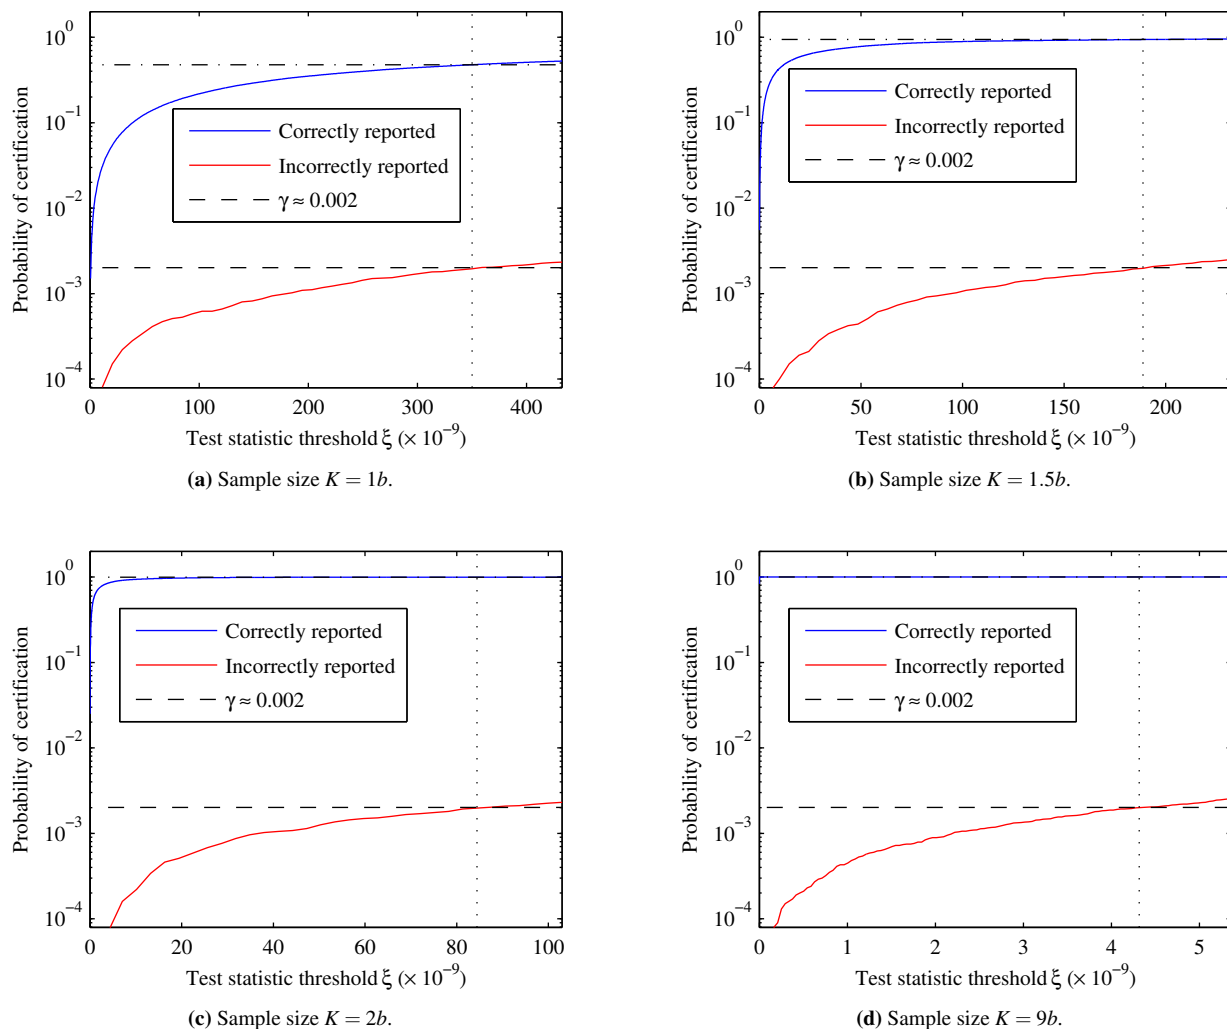 10^0
10^-1
10^-2
10^-3
10^-4
Probability of certification
Correctly reported
Incorrectly reported
γ ≈ 0.002
0 100 200 300 400
Test statistic threshold ξ (× 10^-9)
(a) Sample size K = 1b.
10^0
10^-1
10^-2
10^-3
10^-4
Probability of certification
Correctly reported
Incorrectly reported
γ ≈ 0.002
0 50 100 150 200
Test statistic threshold ξ (× 10^-9)
(b) Sample size K = 1.5b.
10^0
10^-1
10^-2
10^-3
10^-4
Probability of certification
Correctly reported
Incorrectly reported
γ ≈ 0.002
0 20 40 60 80 100
Test statistic threshold ξ (× 10^-9)
(c) Sample size K = 2b.
10^0
10^-1
10^-2
10^-3
10^-4
Probability of certification
Correctly reported
Incorrectly reported
γ ≈ 0.002
0 1 2 3 4 5
Test statistic threshold ξ (× 10^-9)
(d) Sample size K = 9b.